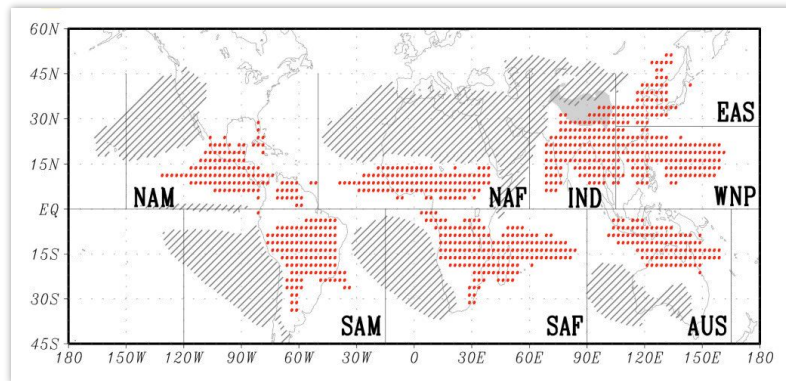 60N
45N
30N
15N
EQ
15S
30S
45S
EAS
NAM
NAF
IND
WNP
SAM
SAF
AUS
180 150W 120W 90W 60W 30W 0 30E 60E 90E 120E 150E 180